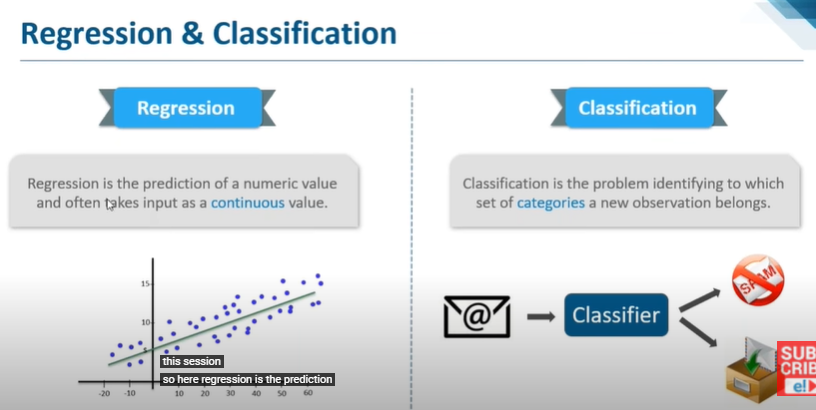 Regression & Classification
Regression
Regression is the prediction of a numeric value
and often takes input as a continuous value.
15
10
5
-20 -10 10 20 30 40 50 60
this session
so here regression is the prediction
Classification
Classification is the problem identifying to which
set of categories a new observation belongs.
@
Classifier
SPAM
SUB
CRIB
e!